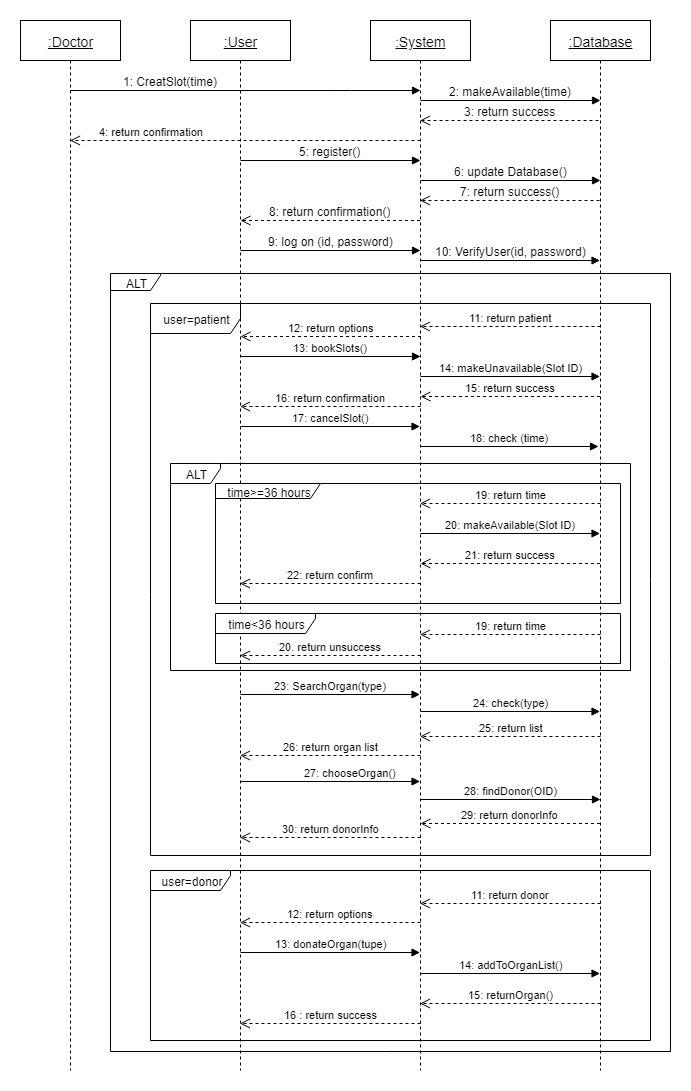 :Doctor
:User
:System
:Database
1: CreatSlot(time)
2: makeAvailable(time)
3: return success
4: return confirmation
5: register()
6: update Database()
7: return success()
8: return confirmation()
9: log on (id, password)
10: VerifyUser(id, password)
ALT
user=patient
11: return patient
12: return options
13: bookSlots()
14: makeUnavailable(Slot ID)
15: return success
16: return confirmation
17: cancelSlot()
18: check (time)
ALT
time>=36 hours
19: return time
20: makeAvailable(Slot ID)
21: return success
22: return confirm
time<36 hours
19: return time
20. return unsuccess
23: SearchOrgan(type)
24: check(type)
25: return list
26: return organ list
27: chooseOrgan()
28: findDonor(OID)
29: return donorInfo
30: return donorInfo
user=donor
11: return donor
12: return options
13: donateOrgan(tupe)
14: addToOrganList()
15: returnOrgan()
16 : return success